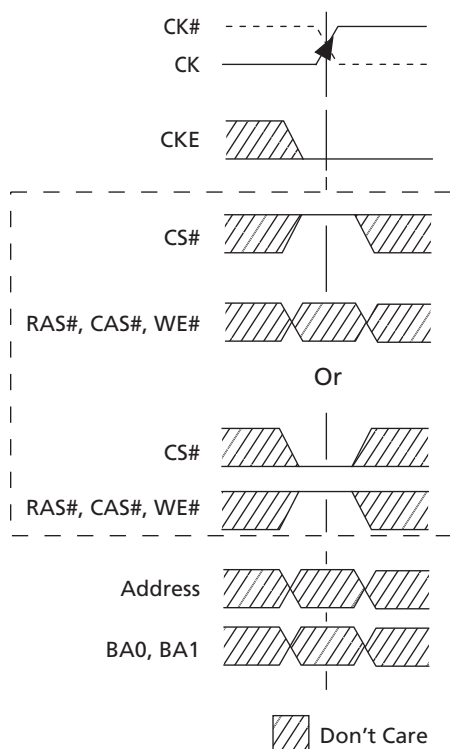 CK#
CK
CKE
CS#
RAS#, CAS#, WE#
Or
CS#
RAS#, CAS#, WE#
Address
BA0, BA1
Don't Care